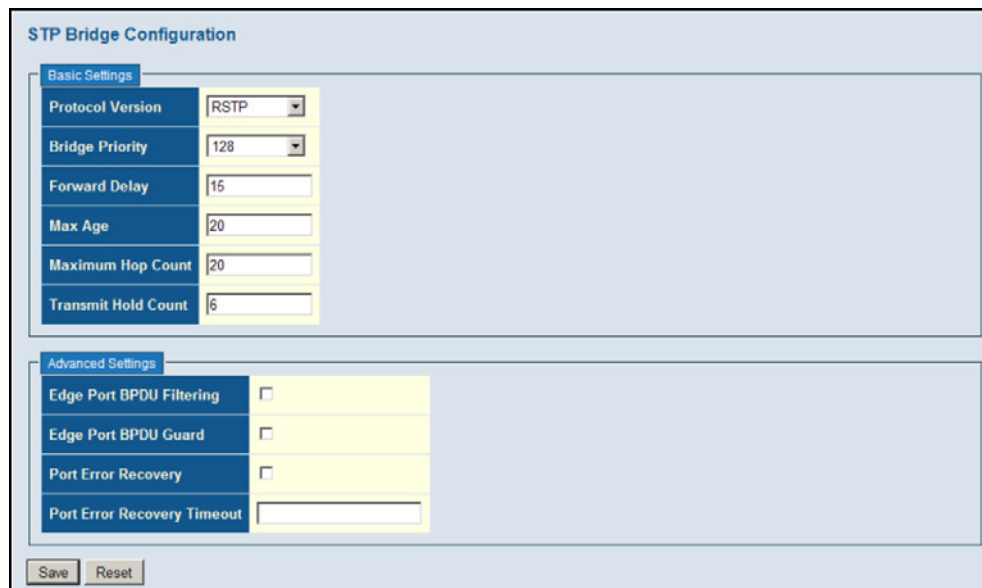 STP Bridge Configuration
Basic Settings
Protocol Version RSTP
Bridge Priority 128
Forward Delay 15
Max Age 20
Maximum Hop Count 20
Transmit Hold Count 6
Advanced Settings
Edge Port BPDU Filtering
Edge Port BPDU Guard
Port Error Recovery
Port Error Recovery Timeout
Save Reset